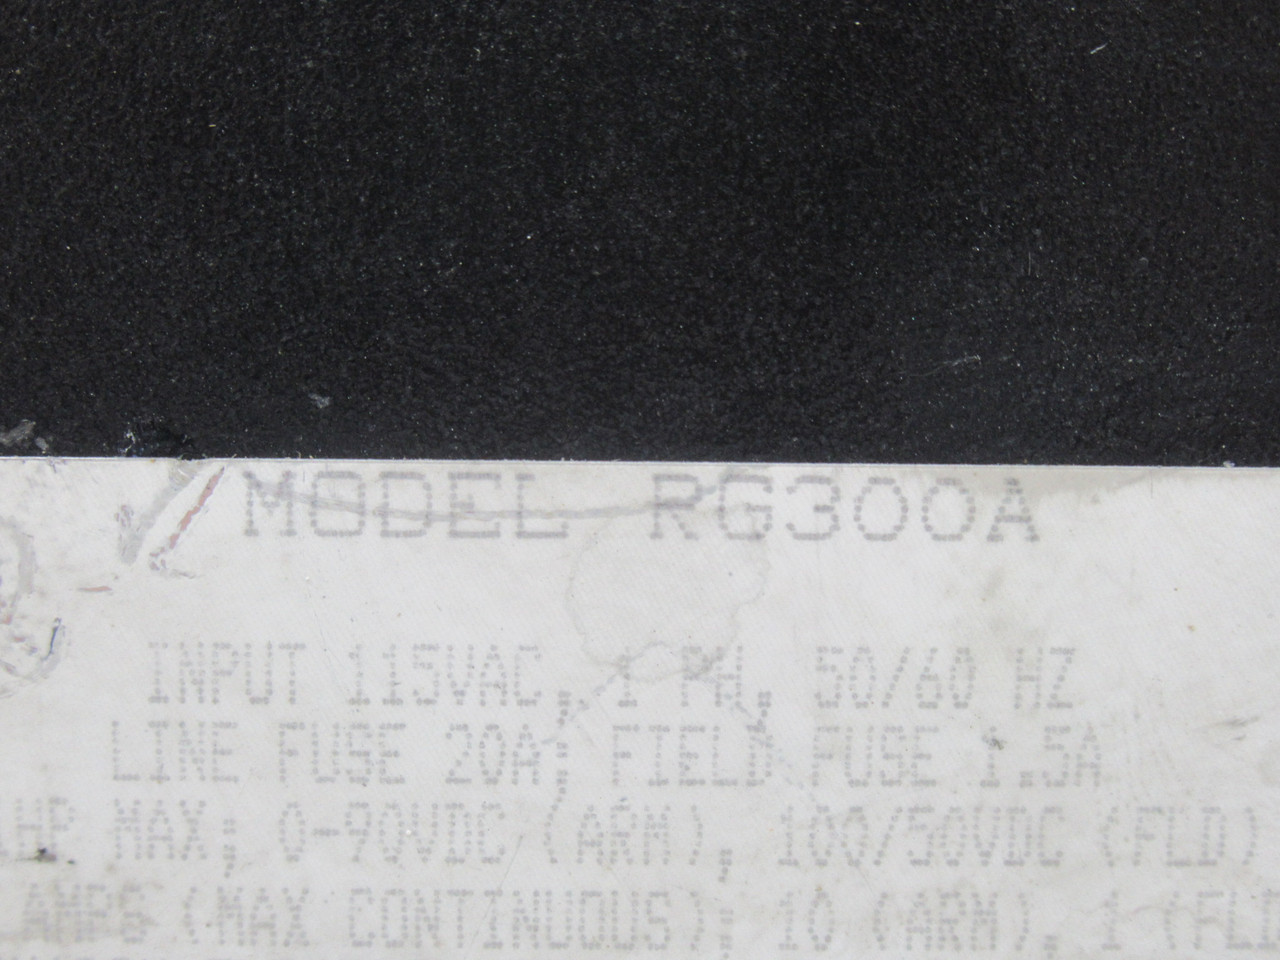 MODEL RG300A
INPUT 115VAC, 1 PH, 50/60 HZ
LINE FUSE 20A; FIELD FUSE 1.5A
HP MAX; 0-90VDC (ARM), 100/50VDC (FLD)
AMPS (MAX CONTINUOUS); 10 (ARM), 1 (FLD